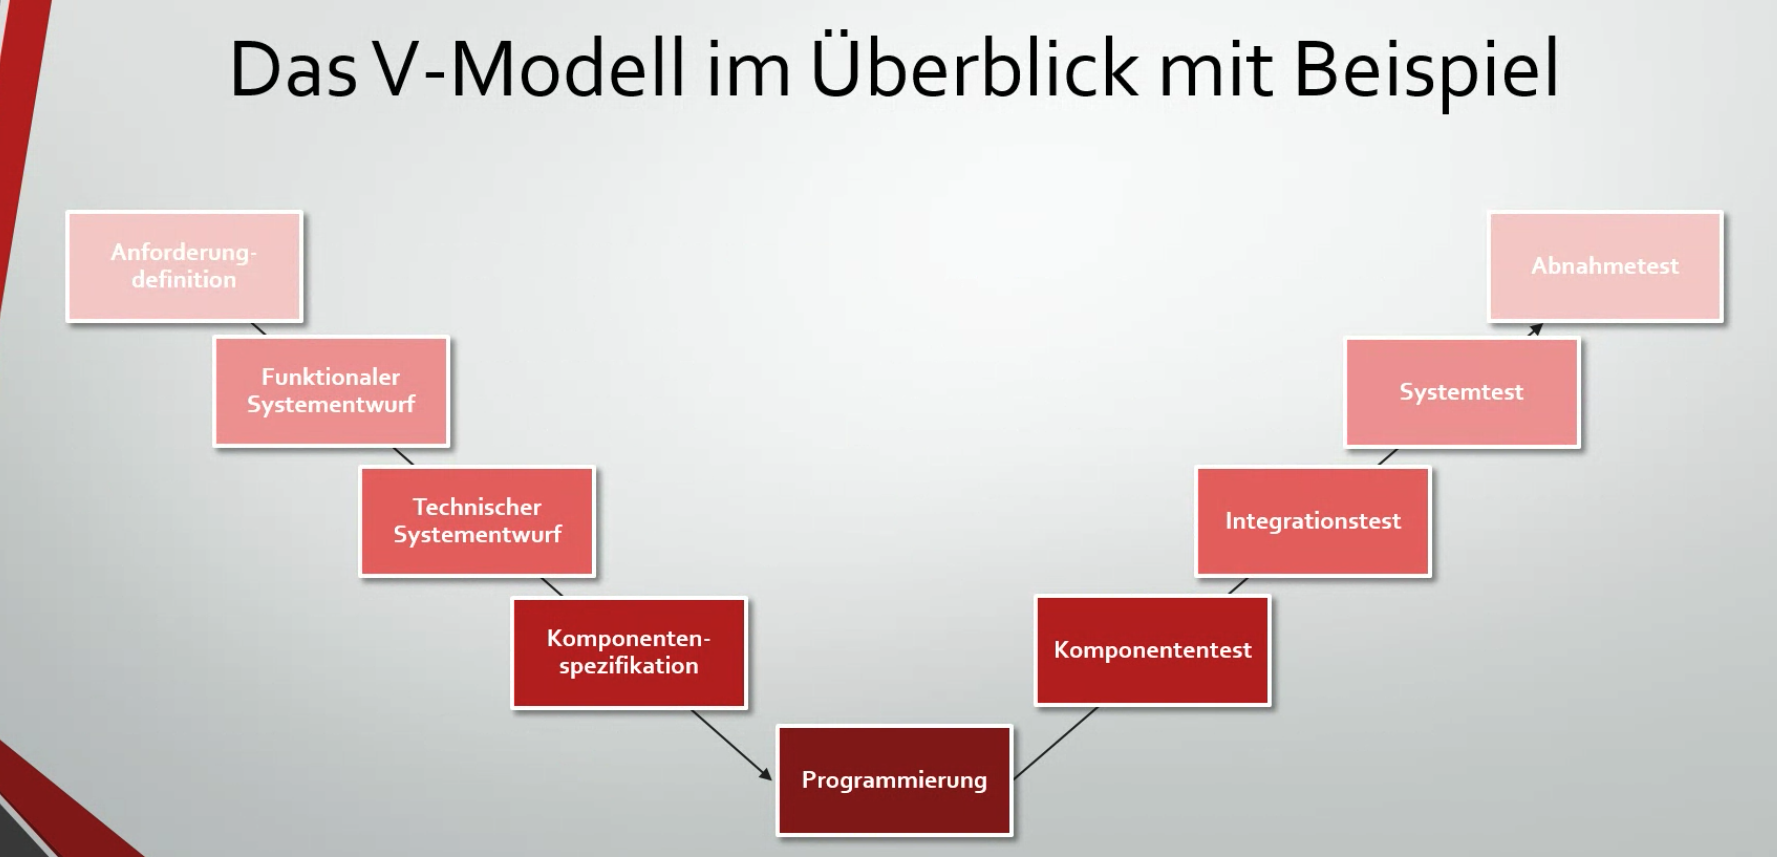 Das V-Modell im Überblick mit Beispiel
Anforderung-
definition
Abnahmetest
Funktionaler
Systementwurf
Systemtest
Technischer
Systementwurf
Integrationstest
Komponenten-
spezifikation
Komponententest
Programmierung